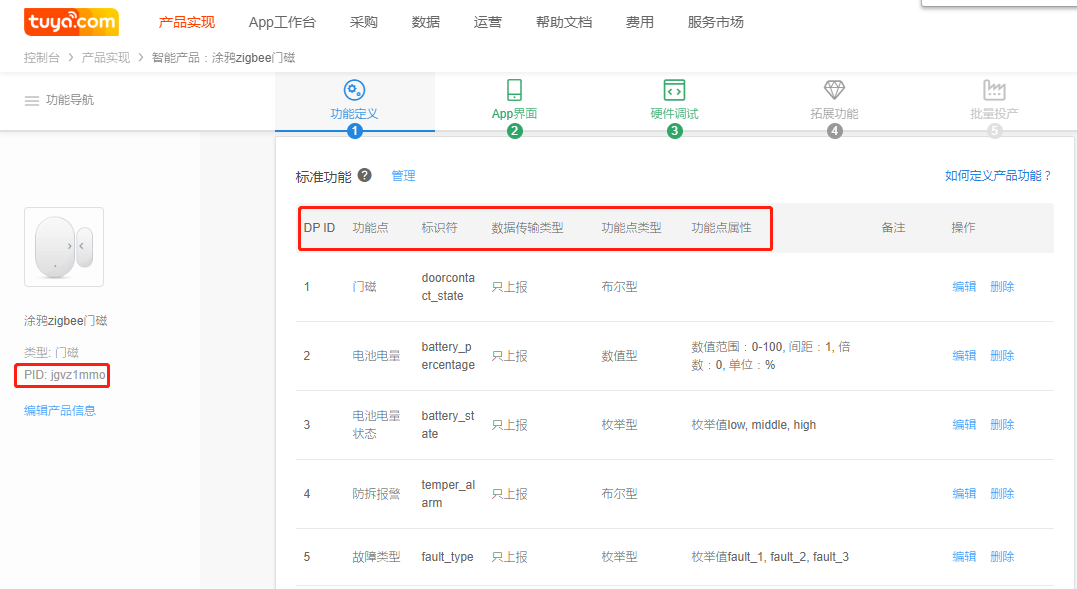 tuya.com
产品实现 App工作台 采购 数据 运营 帮助文档 费用 服务市场
控制台 > 产品实现 > 智能产品：涂鸦zigbee门磁
功能导航
功能定义 App界面 硬件调试 拓展功能 批量投产
1 2 3 4 5
标准功能 ? 管理 如何定义产品功能？
DP ID 功能点 标识符 数据传输类型 功能点类型 功能点属性 备注 操作
1 门磁 doorconta
ct_state 只上报 布尔型 编辑 删除
2 电池电量 battery_p
ercentage 只上报 数值型 数值范围：0-100, 间距：1, 倍
数：0, 单位：% 编辑 删除
3 电池电量
状态 battery_st
ate 只上报 枚举型 枚举值low, middle, high 编辑 删除
4 防拆报警 temper_al
arm 只上报 布尔型 编辑 删除
5 故障类型 fault_type 只上报 枚举型 枚举值fault_1, fault_2, fault_3 编辑 删除
涂鸦zigbee门磁
类型: 门磁
PID: jgvz1mmo
编辑产品信息